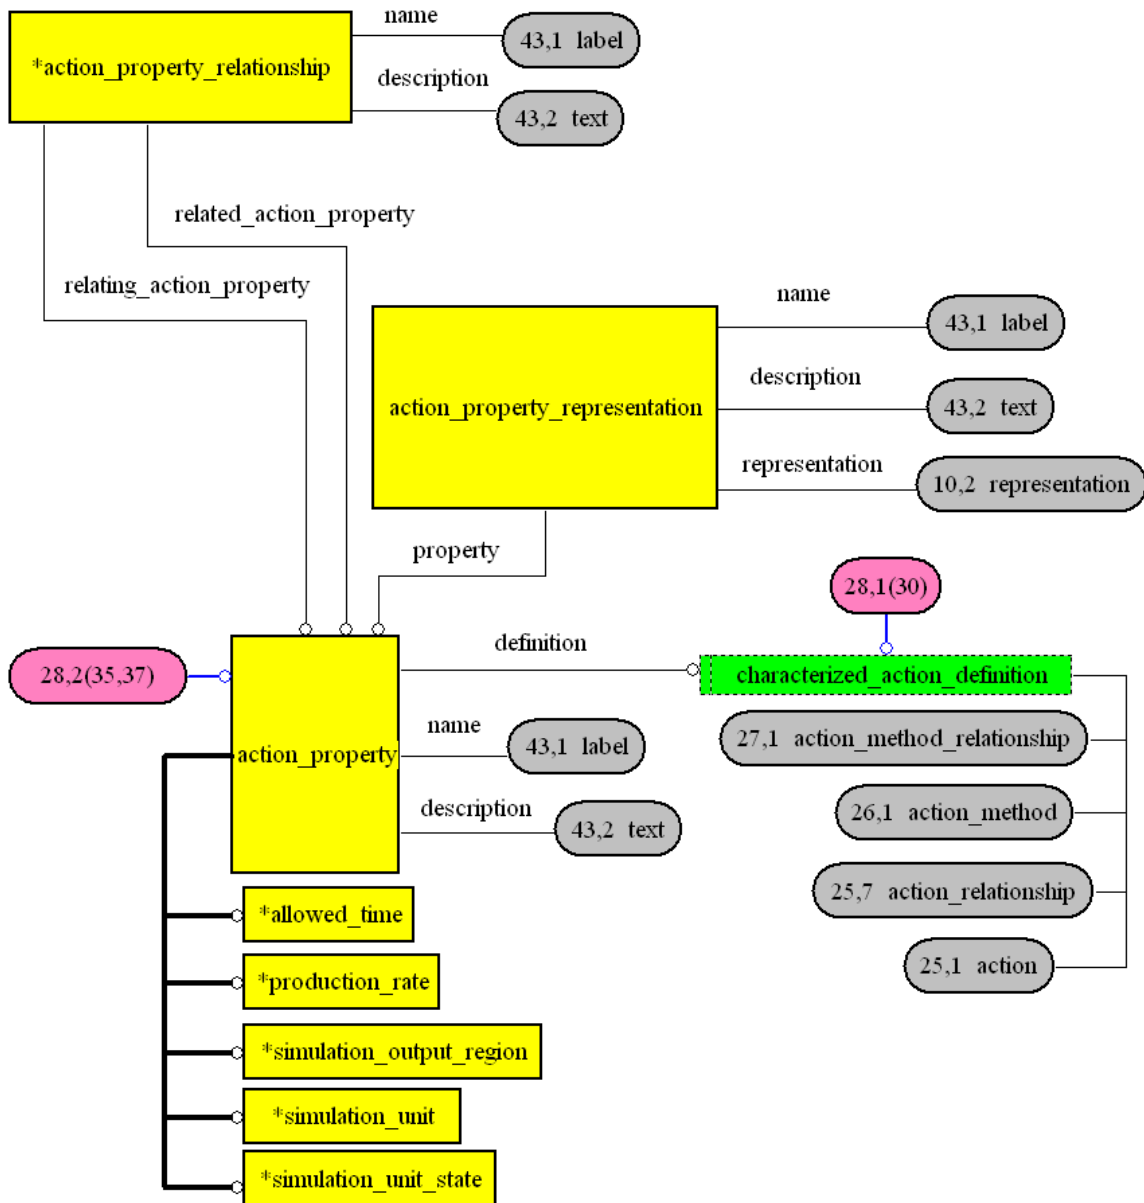 name
43,1 label
*action_property_relationship
description
43,2 text
related_action_property
relating_action_property
name
43,1 label
description
43,2 text
action_property_representation
representation
10,2 representation
property
28,1(30)
definition
28,2(35,37)
characterized_action_definition
name
43,1 label
27,1 action_method_relationship
action_property
description
43,2 text
26,1 action_method
25,7 action_relationship
*allowed_time
25,1 action
*production_rate
*simulation_output_region
*simulation_unit
*simulation_unit_state